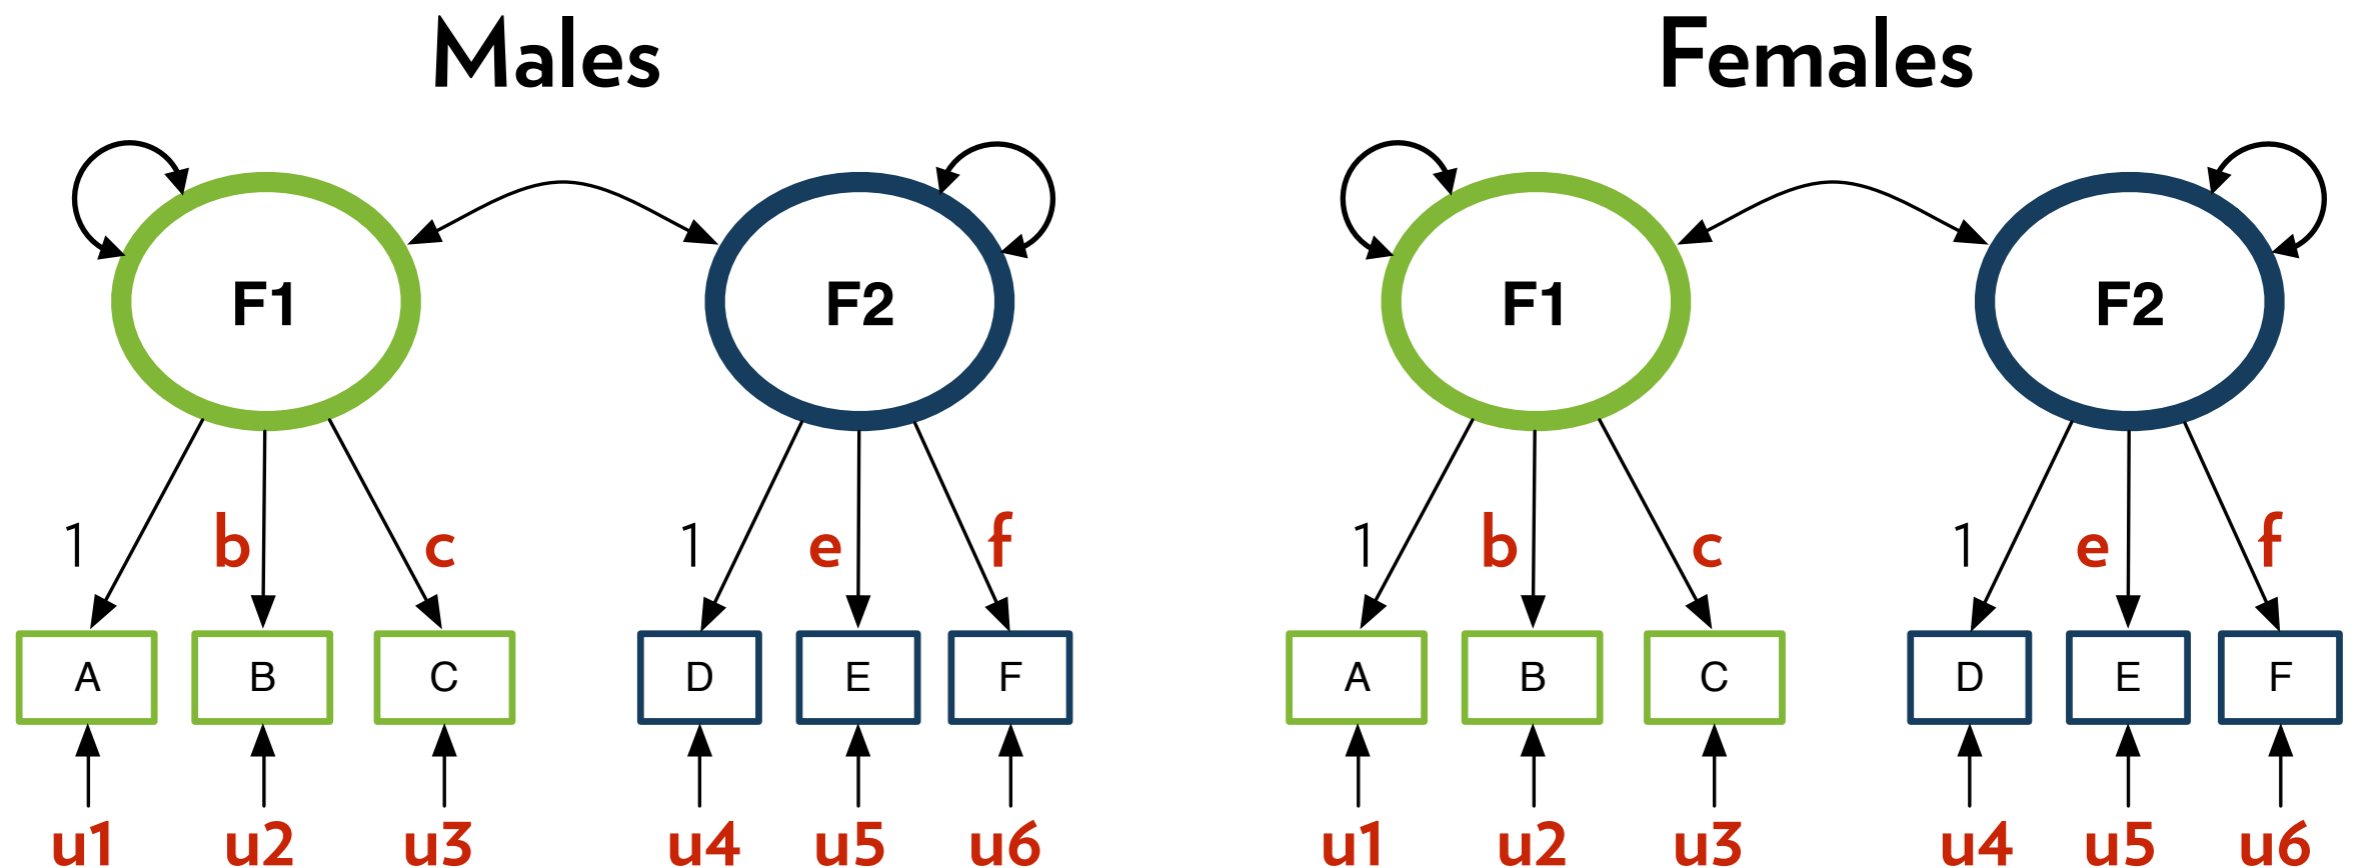 Males Females
F1 F2 F1 F2
1 b c 1 e f 1 b c 1 e f
A B C D E F A B C D E F
u1 u2 u3 u4 u5 u6 u1 u2 u3 u4 u5 u6